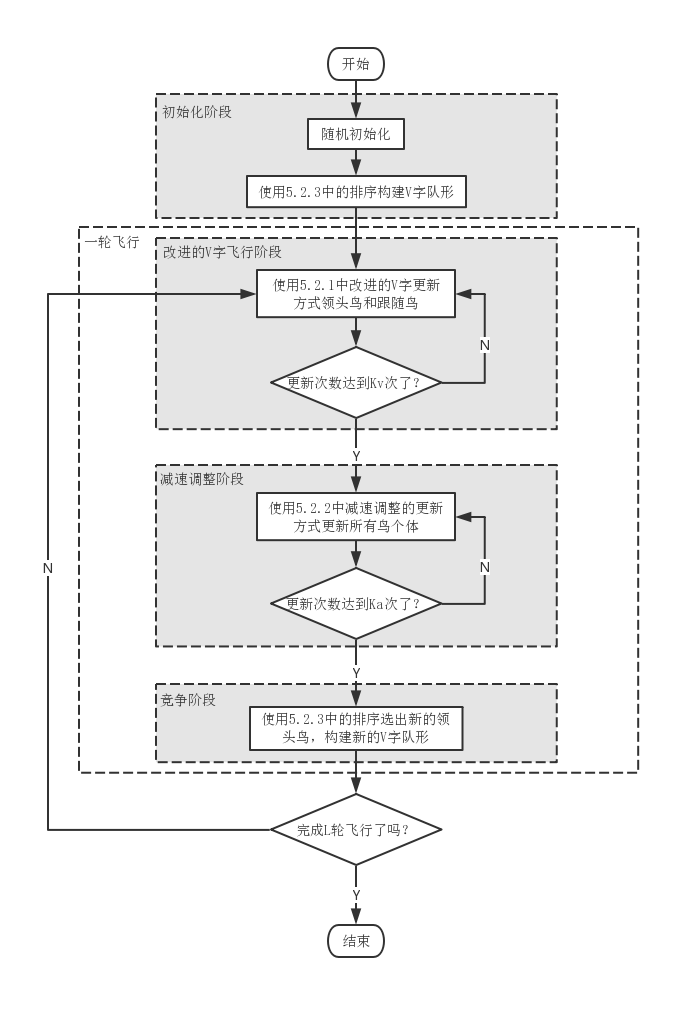 开始
初始化阶段
随机初始化
使用5.2.3中的排序构建V字队形
一轮飞行
改进的V字飞行阶段
使用5.2.1中改进的V字更新
方式领头鸟和跟随鸟
N
更新次数达到Kv次了？
Y
减速调整阶段
使用5.2.2中减速调整的更新
方式更新所有鸟个体
N
N
更新次数达到Ka次了？
Y
竞争阶段
使用5.2.3中的排序选出新的领
头鸟，构建新的V字队形
完成L轮飞行了吗？
Y
结束